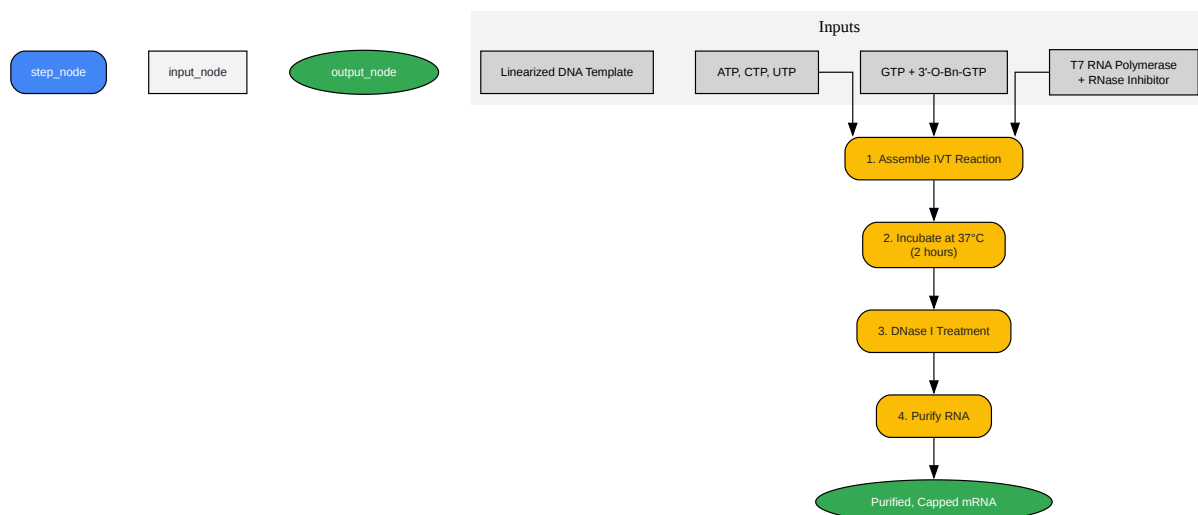 Inputs
step_node
input_node
output_node
Linearized DNA Template
ATP, CTP, UTP
GTP + 3'-O-Bn-GTP
T7 RNA Polymerase
+ RNase Inhibitor
1. Assemble IVT Reaction
2. Incubate at 37°C
(2 hours)
3. DNase I Treatment
4. Purify RNA
Purified, Capped mRNA